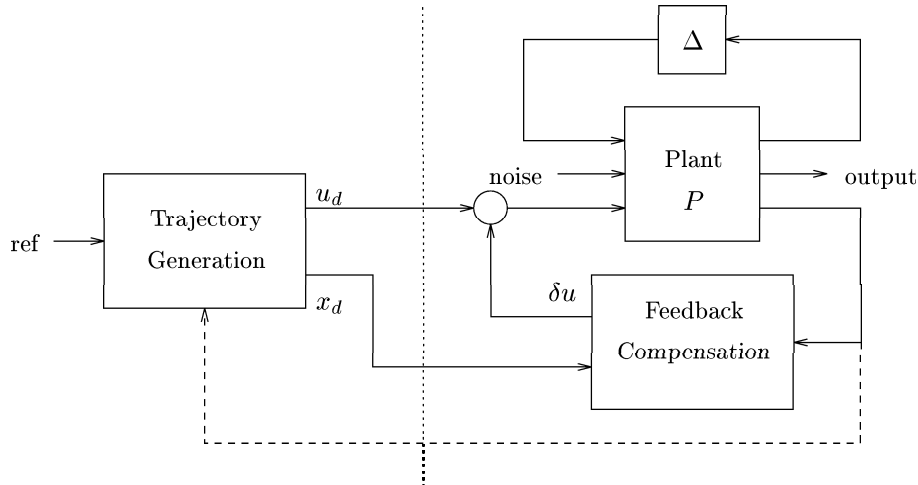 Δ
Plant
P
noise
output
u_d
Trajectory
Generation
ref
x_d
δu
Feedback
Compensation